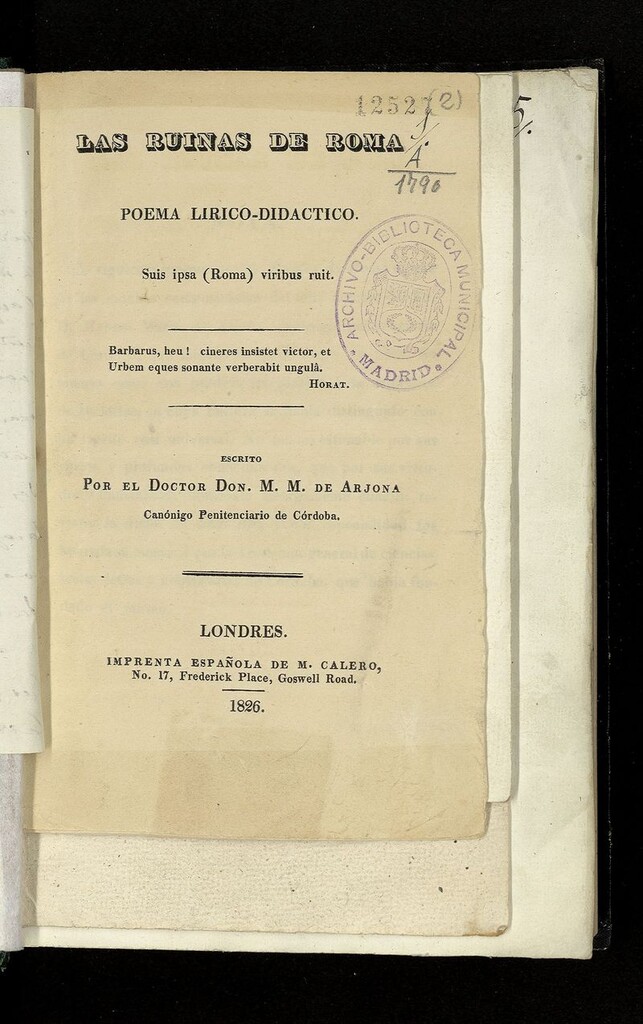 12527 (2)
5.
LAS RUINAS DE ROMA
A
1790
POEMA LIRICO-DIDACTICO.
Suis ipsa (Roma) viribus ruit.
ARCHIVO-BIBLIOTECA MUNICIPAL
MADRID
Barbarus, heu! cineres insistet victor, et
Urbem eques sonante verberabit ungulâ.
HORAT.
ESCRITO
POR EL DOCTOR DON. M. M. DE ARJONA
Canónigo Penitenciario de Córdoba.
LONDRES.
IMPRENTA ESPAÑOLA DE M. CALERO,
No. 17, Frederick Place, Goswell Road.
1826.